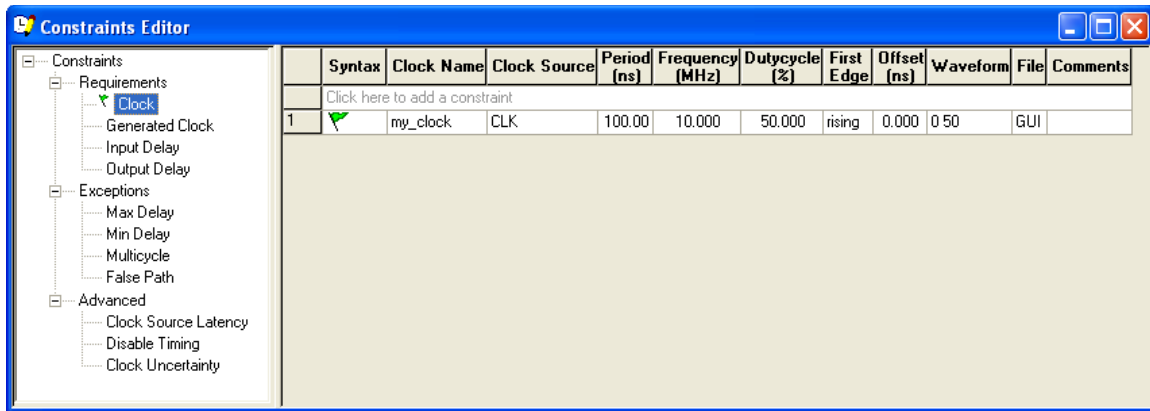 Constraints Editor
Constraints
Requirements
Clock
Generated Clock
Input Delay
Output Delay
Exceptions
Max Delay
Min Delay
Multicycle
False Path
Advanced
Clock Source Latency
Disable Timing
Clock Uncertainty
Syntax Clock Name Clock Source Period (ns) Frequency (MHz) Dutycycle (%) First Edge Offset (ns) Waveform File Comments
Click here to add a constraint
1 my_clock CLK 100.00 10.000 50.000 rising 0.000 0 50 GUI